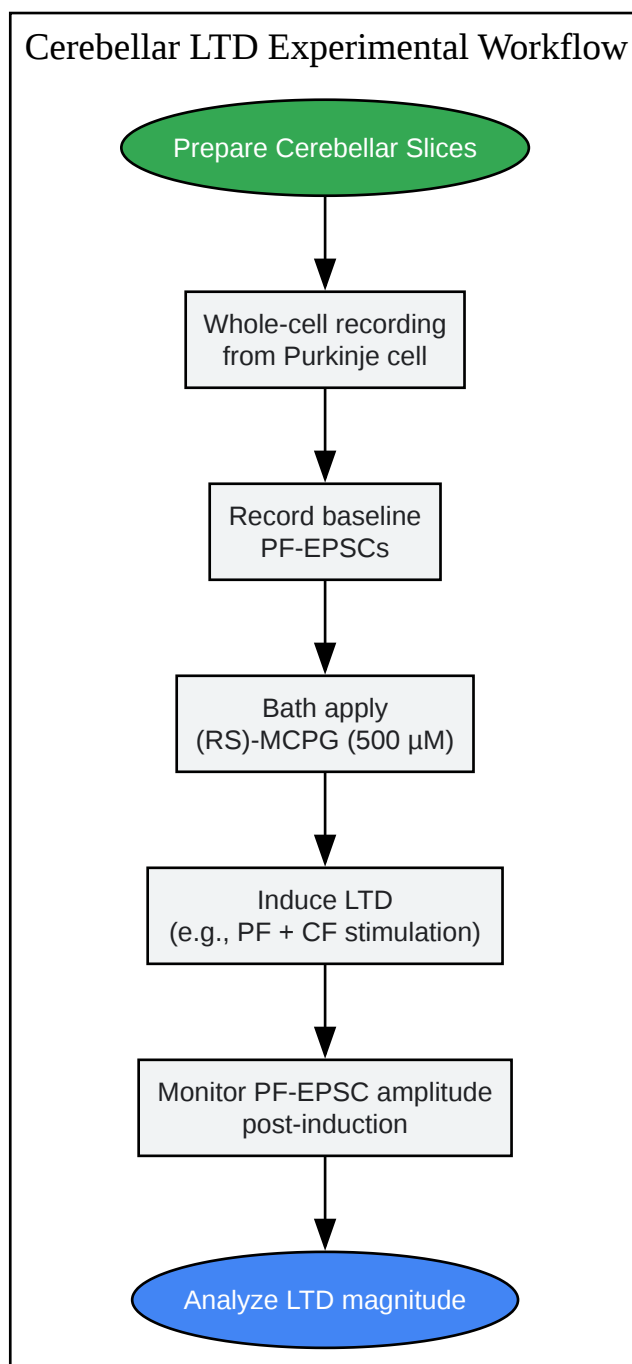 Cerebellar LTD Experimental Workflow
Prepare Cerebellar Slices
Whole-cell recording
from Purkinje cell
Record baseline
PF-EPSCs
Bath apply
(RS)-MCPG (500 µM)
Induce LTD
(e.g., PF + CF stimulation)
Monitor PF-EPSC amplitude
post-induction
Analyze LTD magnitude